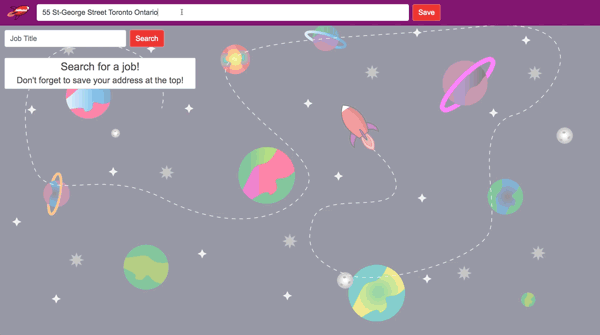 55 St-George Street Toronto Ontario
Save
Job Title
Search
Search for a job!
Don't forget to save your address at the top!